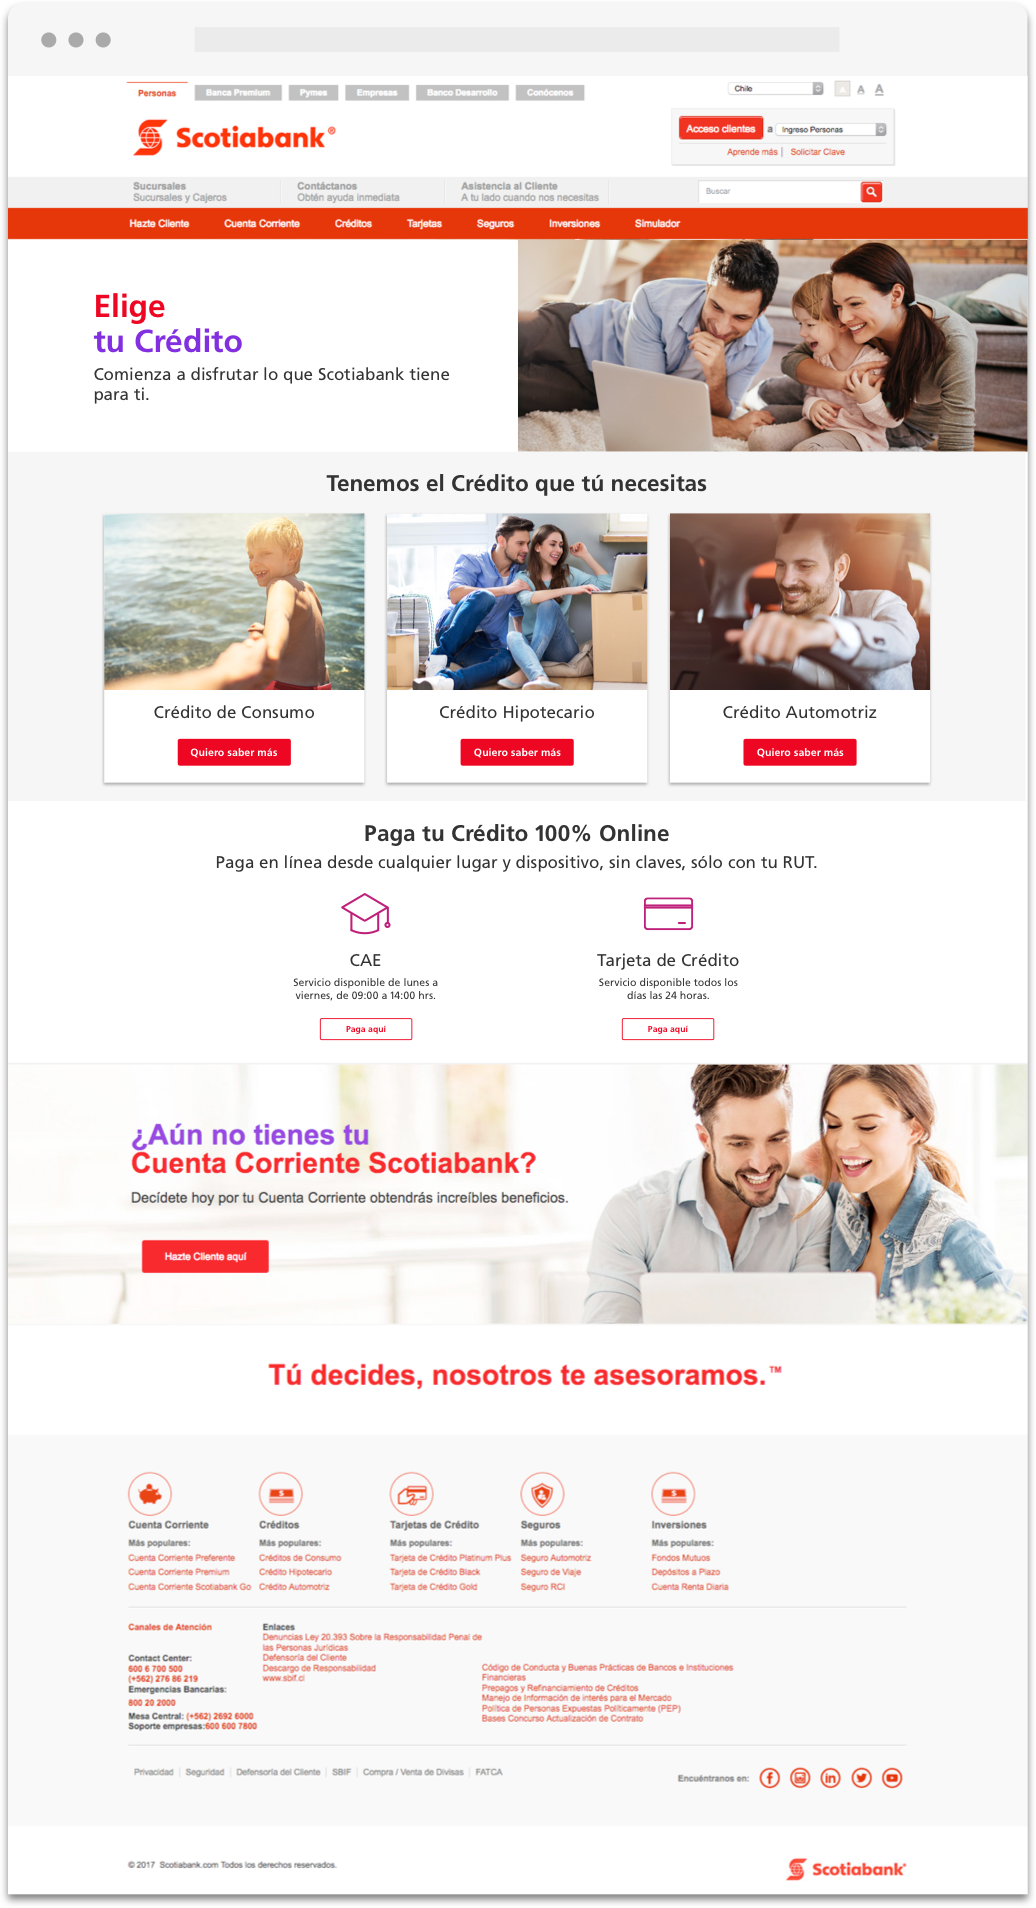 Personas
Banca Premium
Pymes
Empresas
Banco Desarrollo
Conócenos
Chile
A A A
Scotiabank®
Acceso clientes a Ingreso Personas
Aprende más | Solicitar Clave
Sucursales
Sucursales y Cajeros
Contáctanos
Obtén ayuda inmediata
Asistencia al Cliente
A tu lado cuando nos necesitas
Buscar
Hazte Cliente Cuenta Corriente Créditos Tarjetas Seguros Inversiones Simulador
Elige
tu Crédito
Comienza a disfrutar lo que Scotiabank tiene
para ti.
Tenemos el Crédito que tú necesitas
Crédito de Consumo
Quiero saber más
Crédito Hipotecario
Quiero saber más
Crédito Automotriz
Quiero saber más
Paga tu Crédito 100% Online
Paga en línea desde cualquier lugar y dispositivo, sin claves, sólo con tu RUT.
CAE
Servicio disponible de lunes a
viernes, de 09:00 a 14:00 hrs.
Paga aquí
Tarjeta de Crédito
Servicio disponible todos los
días las 24 horas.
Paga aquí
¿Aún no tienes tu
Cuenta Corriente Scotiabank?
Decídete hoy por tu Cuenta Corriente obtendrás increíbles beneficios.
Hazte Cliente aquí
Tú decides, nosotros te asesoramos.™
Cuenta Corriente
Más populares:
Cuenta Corriente Preferente
Cuenta Corriente Premium
Cuenta Corriente Scotiabank Go
Créditos
Más populares:
Créditos de Consumo
Crédito Hipotecario
Crédito Automotriz
Tarjetas de Crédito
Más populares:
Tarjeta de Crédito Platinum Plus
Tarjeta de Crédito Black
Tarjeta de Crédito Gold
Seguros
Más populares:
Seguro Automotriz
Seguro de Viaje
Seguro RCI
Inversiones
Más populares:
Fondos Mutuos
Depósitos a Plazo
Cuenta Renta Diaria
Canales de Atención
Contact Center:
600 6 700 500
(+562) 276 86 219
Emergencias Bancarias:
800 20 2000
Mesa Central: (+562) 2692 6000
Soporte empresas:600 600 7800
Enlaces
Denuncias Ley 20.393 Sobre la Responsabilidad Penal de
las Personas Jurídicas
Defensoría del Cliente
Descargo de Responsabilidad
www.sbif.cl
Código de Conducta y Buenas Prácticas de Bancos e Instituciones
Financieras
Prepagos y Refinanciamiento de Créditos
Manejo de Información de interés para el Mercado
Política de Personas Expuestas Políticamente (PEP)
Bases Concurso Actualización de Contrato
Privacidad | Seguridad | Defensoría del Cliente | SBIF | Compra / Venta de Divisas | FATCA
Encuéntranos en:
© 2017 Scotiabank.com Todos los derechos reservados.
Scotiabank®